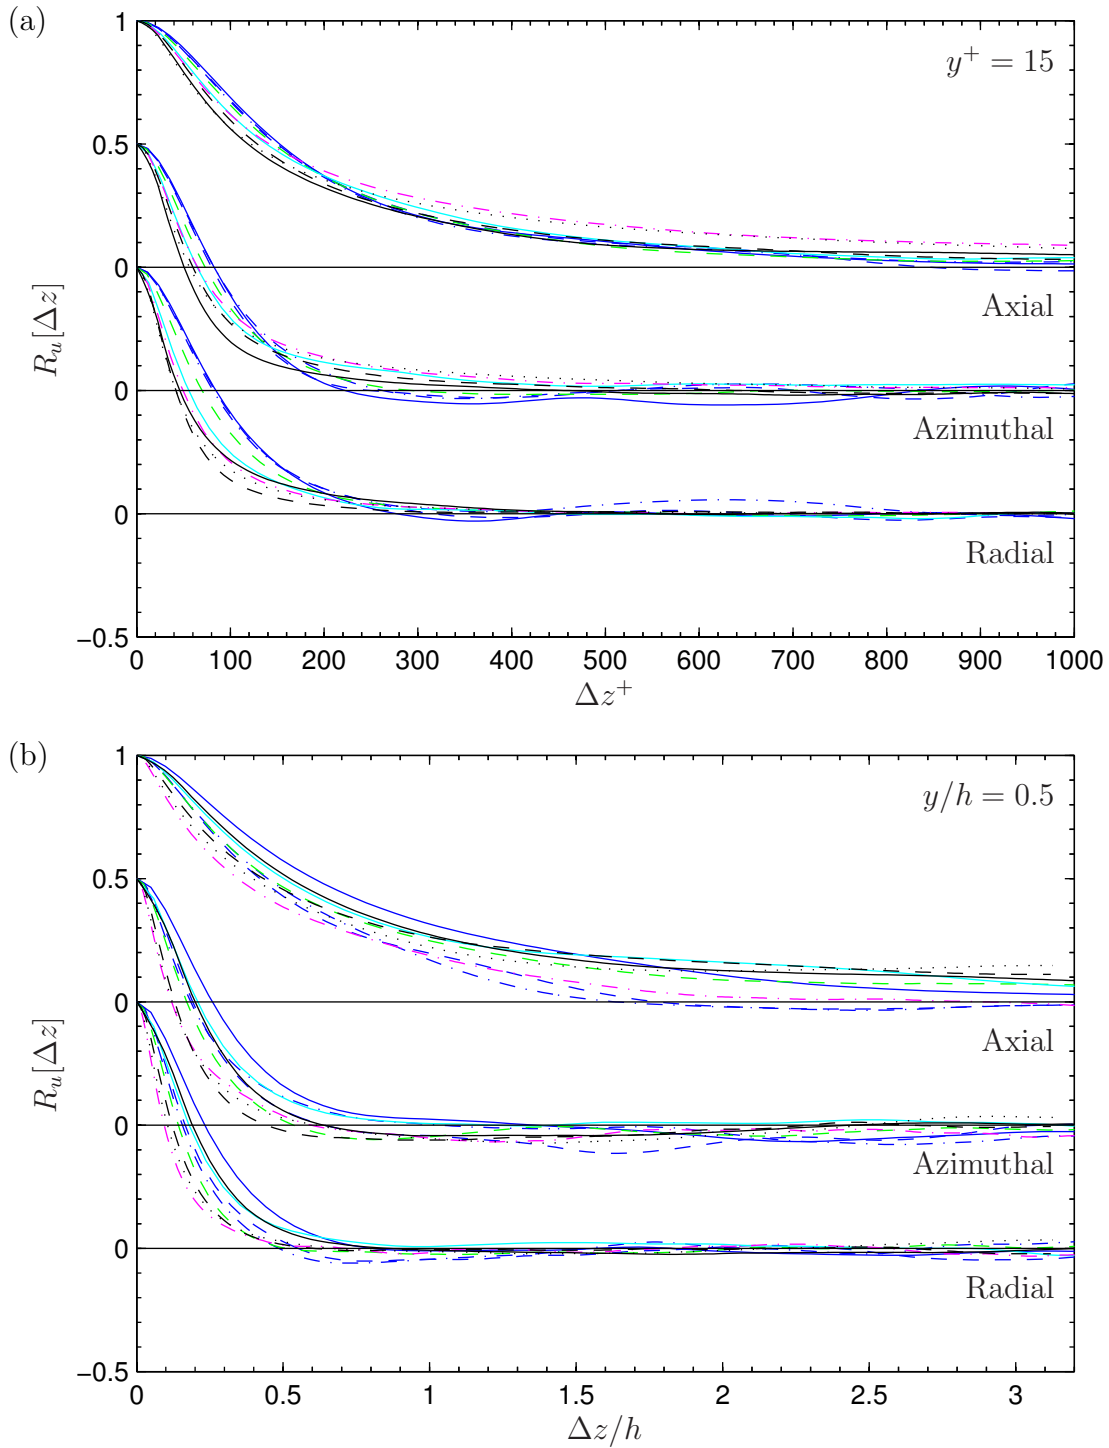 (a)
1
y⁺ = 15
0.5
0
Axial
0
Azimuthal
0
Radial
−0.5
R_u[Δz]
0 100 200 300 400 500 600 700 800 900 1000
Δz⁺
(b)
1
y/h = 0.5
0.5
0
Axial
0
Azimuthal
0
Radial
−0.5
R_u[Δz]
0 0.5 1 1.5 2 2.5 3
Δz/h